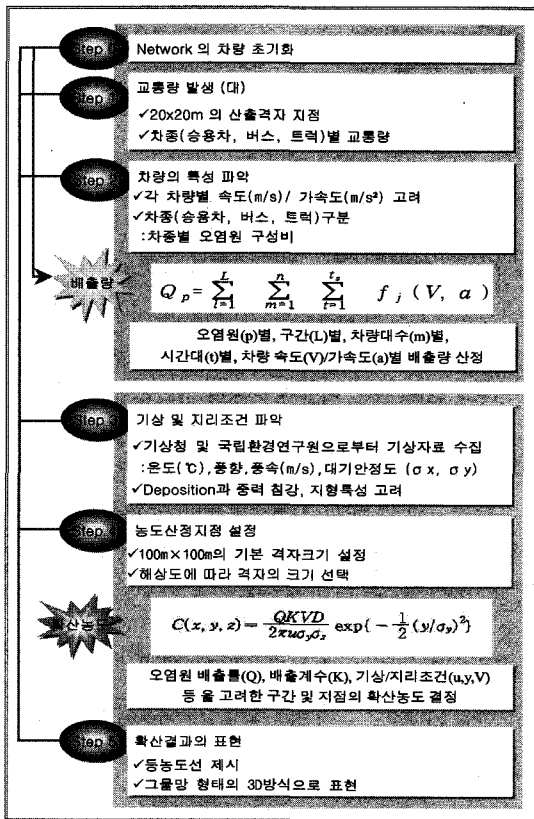 Step
Network 의 차량 초기화
Step
교통량 발생 (대)
✓20x20m 의 산출격자 지점
✓차종(승용차, 버스, 트럭)별 교통량
Step
차량의 특성 파악
✓각 차량별 속도(m/s)/ 가속도(m/s²) 고려
✓차종(승용차, 버스, 트럭)구분
:차종별 오염원 구성비
배출량
Q_p = \sum_{l=1}^{L} \sum_{m=1}^{n} \sum_{t=1}^{t_s} f_j ( V, a )
오염원(p)별, 구간(L)별, 차량대수(m)별,
시간대(t)별, 차량 속도(V)/가속도(a)별 배출량 산정
Step
기상 및 지리조건 파악
✓기상청 및 국립환경연구원으로부터 기상자료 수집
:온도(℃),풍향,풍속(m/s),대기안정도 (σ x, σ y)
✓Deposition과 중력 침강, 지형특성 고려
Step
농도산정지점 설정
✓100m×100m의 기본 격자크기 설정
✓해상도에 따라 격자의 크기 선택
확산농도
C(x, y, z) = \frac{QKVD}{2πuσ_yσ_z} exp{ - \frac{1}{2} (y/σ_y)^2}
오염원 배출률(Q), 배출계수(K), 기상/지리조건(u,y,V)
등 을 고려한 구간 및 지점의 확산농도 결정
Step
확산결과의 표현
✓등농도선 제시
✓그물망 형태의 3D방식으로 표현